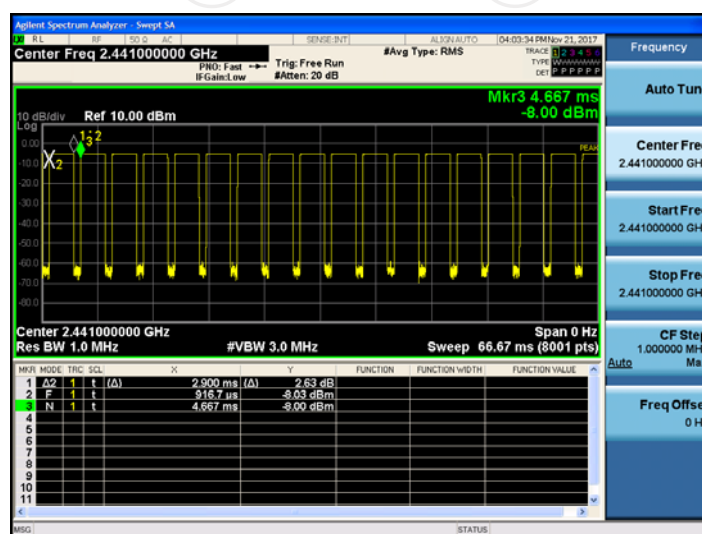 Agilent Spectrum Analyzer - Swept SA
RL RF 50 Ω AC SENSE:INT ALIGN AUTO 04:03:34 PM Nov 21, 2017
Center Freq 2.441000000 GHz
PNO: Fast
IFGain:Low
Trig: Free Run
#Atten: 20 dB
#Avg Type: RMS
TRACE 1 2 3 4 5 6
TYPE
DET P P P P P P
Mkr3 4.667 ms
-8.00 dBm
10 dB/div Ref 10.00 dBm
Log
0.00
-10.0
-20.0
-30.0
-40.0
-50.0
-60.0
-70.0
-80.0
PEAK
Center 2.441000000 GHz Span 0 Hz
Res BW 1.0 MHz #VBW 3.0 MHz Sweep 66.67 ms (8001 pts)
MKR MODE TRC SCL X Y FUNCTION FUNCTION WIDTH FUNCTION VALUE
1 Δ2 1 t (Δ) 2.900 ms (Δ) 2.63 dB
2 F 1 t 916.7 µs -8.03 dBm
3 N 1 t 4.667 ms -8.00 dBm
4
5
6
7
8
9
10
11
MSG STATUS
Frequency
Auto Tun
Center Fre
2.441000000 GH
Start Fre
2.441000000 GH
Stop Fre
2.441000000 GH
CF Step
1.000000 MH
Auto Ma
Freq Offse
0 H